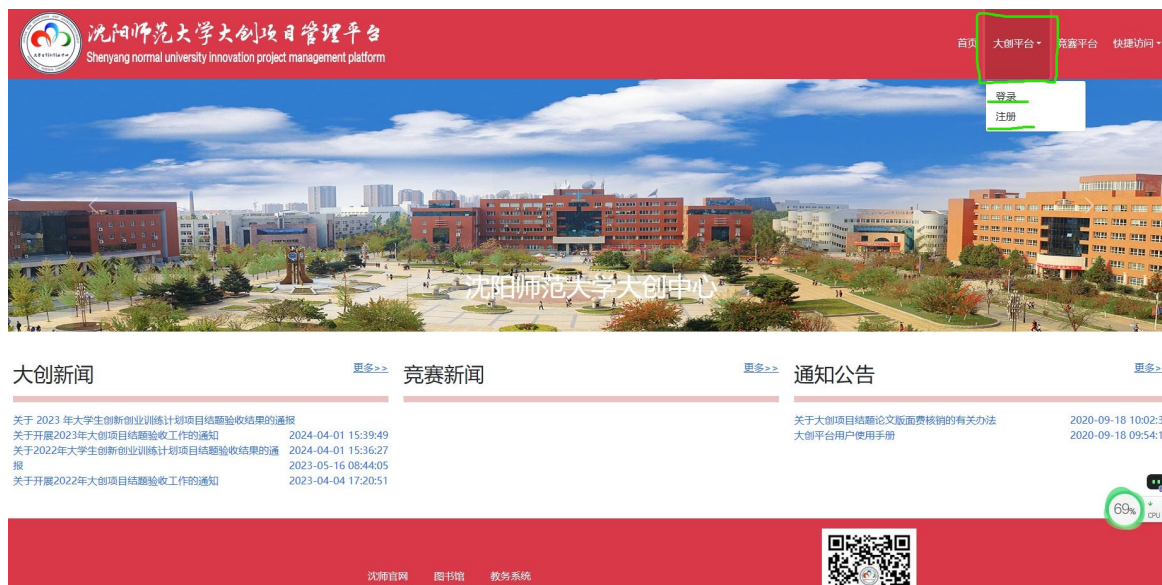 沈阳师范大学大创项目管理平台
Shenyang normal university innovation project management platform
首页 大创平台 竞赛平台 快捷访问
登录
注册
沈阳师范大学大创中心
大创新闻 更多>>
关于 2023 年大学生创新创业训练计划项目结题验收结果的通报
关于开展2023年大创项目结题验收工作的通知 2024-04-01 15:39:49
关于2022年大学生创新创业训练计划项目结题验收结果的通 2024-04-01 15:36:27
报 2023-05-16 08:44:05
关于开展2022年大创项目结题验收工作的通知 2023-04-04 17:20:51
竞赛新闻 更多>>
通知公告 更多>
关于大创项目结题论文版面费核销的有关办法 2020-09-18 10:02:
大创平台用户使用手册 2020-09-18 09:54:1
69%
CPU
沈师官网 图书馆 教务系统